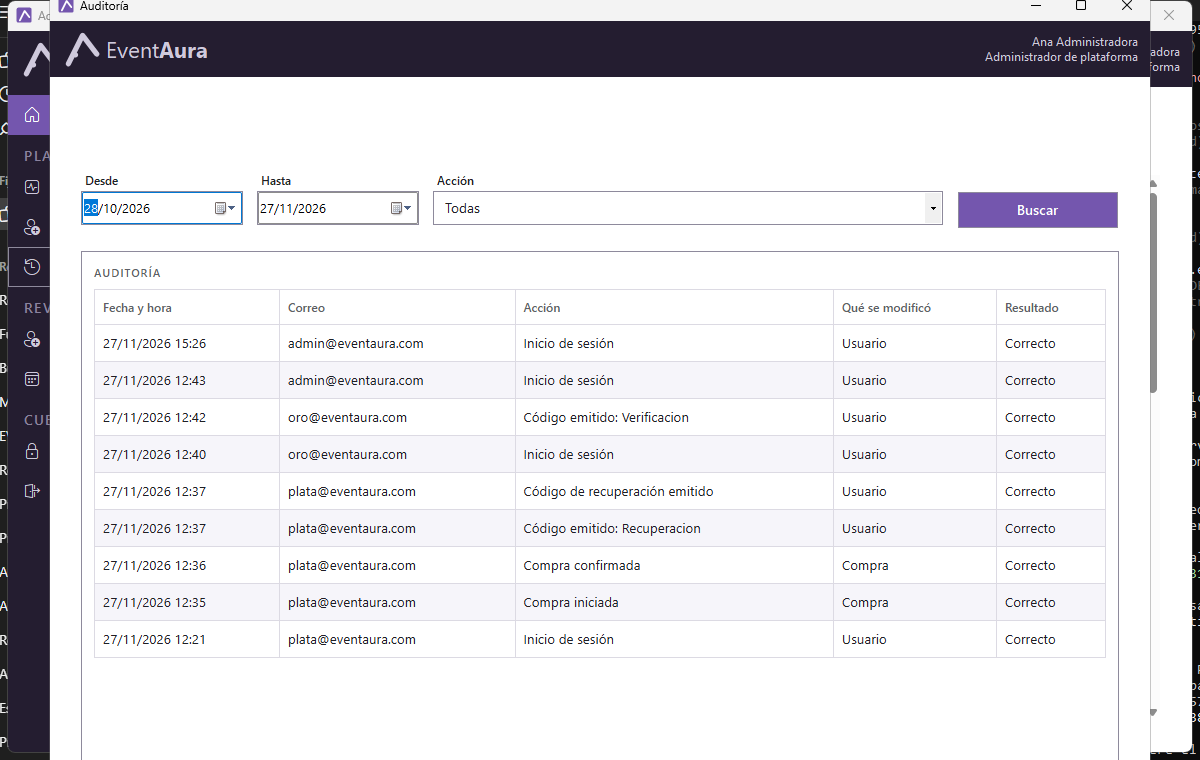 Auditoría
EventAura
Ana Administradora
Administrador de plataforma
Desde
Hasta
Acción
28/10/2026
27/11/2026
Todas
Buscar
AUDITORÍA
Fecha y hora Correo Acción Qué se modificó Resultado
27/11/2026 15:26 admin@eventaura.com Inicio de sesión Usuario Correcto
27/11/2026 12:43 admin@eventaura.com Inicio de sesión Usuario Correcto
27/11/2026 12:42 oro@eventaura.com Código emitido: Verificacion Usuario Correcto
27/11/2026 12:40 oro@eventaura.com Inicio de sesión Usuario Correcto
27/11/2026 12:37 plata@eventaura.com Código de recuperación emitido Usuario Correcto
27/11/2026 12:37 plata@eventaura.com Código emitido: Recuperacion Usuario Correcto
27/11/2026 12:36 plata@eventaura.com Compra confirmada Compra Correcto
27/11/2026 12:35 plata@eventaura.com Compra iniciada Compra Correcto
27/11/2026 12:21 plata@eventaura.com Inicio de sesión Usuario Correcto